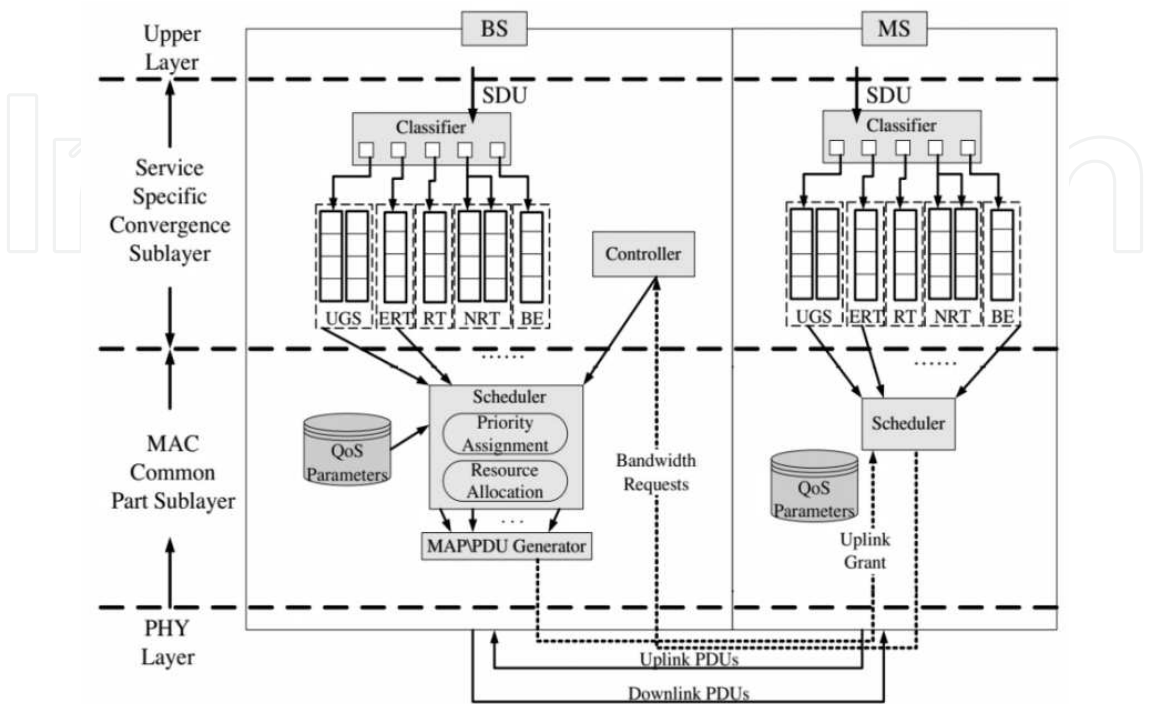 BS
MS
Upper
Layer
SDU
SDU
Classifier
Classifier
Service
Specific
Convergence
Sublayer
Controller
UGS
ERT
RT
NRT
BE
UGS
ERT
RT
NRT
BE
......
......
Scheduler
Priority
Assignment
Resource
Allocation
Scheduler
QoS
Parameters
MAC
Common
Part Sublayer
Bandwidth
Requests
QoS
Parameters
...
MAP\PDU Generator
Uplink
Grant
PHY
Layer
Uplink PDUs
Downlink PDUs